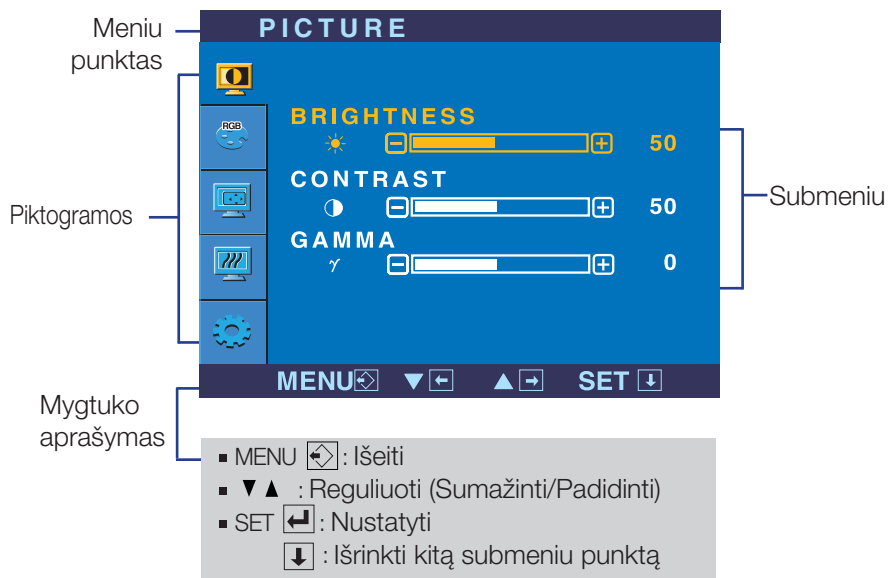 Meniu
punktas
PICTURE
RGB
BRIGHTNESS
50
CONTRAST
50
GAMMA
γ
0
Piktogramos
Submeniu
MENU ▼ ← ▲ → SET ↓
Mygtuko
aprašymas
▪ MENU : Išeiti
▪ ▼ ▲ : Reguliuoti (Sumažinti/Padidinti)
▪ SET ↵ : Nustatyti
↓ : Išrinkti kitą submeniu punktą